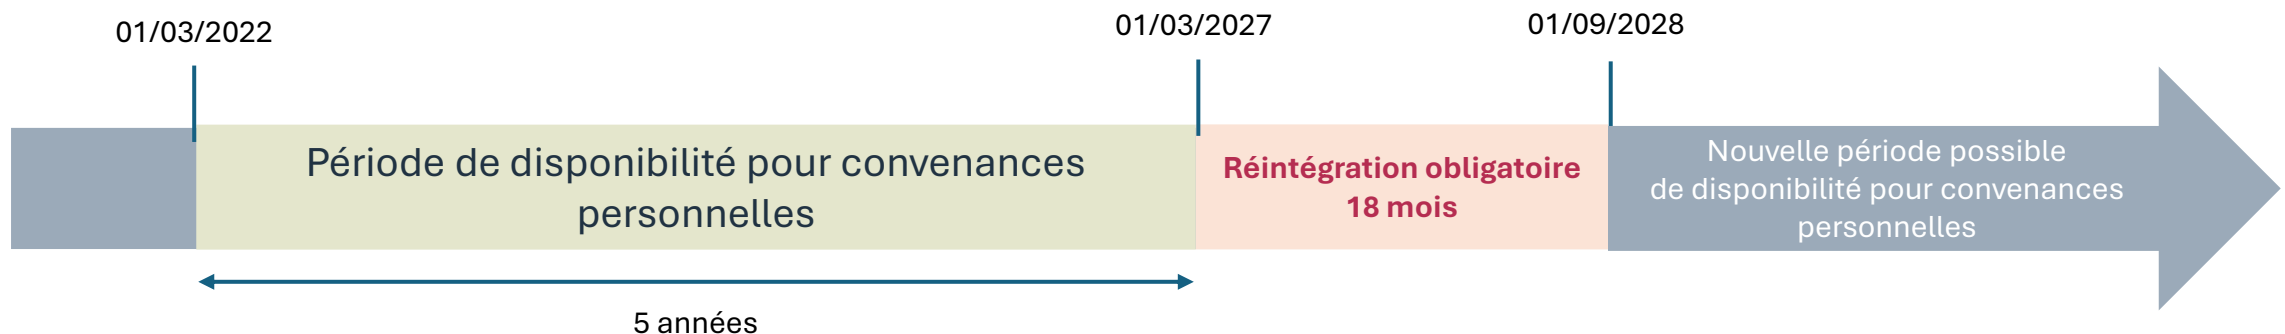 01/03/2022
01/03/2027
01/09/2028
Période de disponibilité pour convenances
personnelles
Réintégration obligatoire
18 mois
Nouvelle période possible
de disponibilité pour convenances
personnelles
5 années